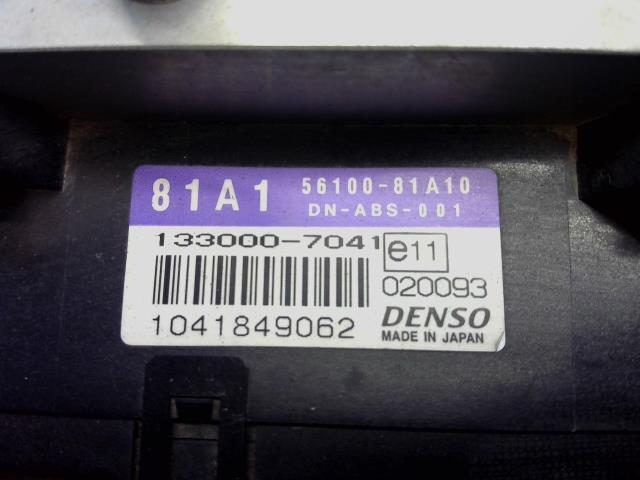 81A1 56100-81A10
DN-ABS-001
133000-7041 e11
020093
1041849062 DENSO
MADE IN JAPAN